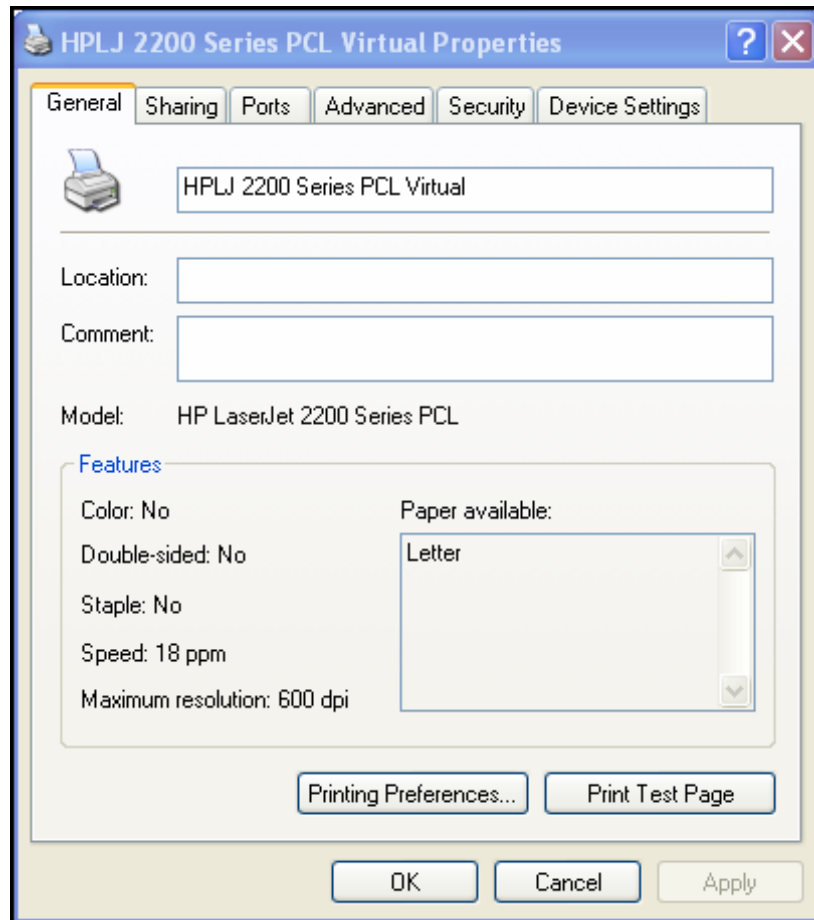 HPLJ 2200 Series PCL Virtual Properties
General Sharing Ports Advanced Security Device Settings
HPLJ 2200 Series PCL Virtual
Location:
Comment:
Model: HP LaserJet 2200 Series PCL
Features
Color: No
Double-sided: No
Staple: No
Speed: 18 ppm
Maximum resolution: 600 dpi
Paper available:
Letter
Printing Preferences... Print Test Page
OK Cancel Apply